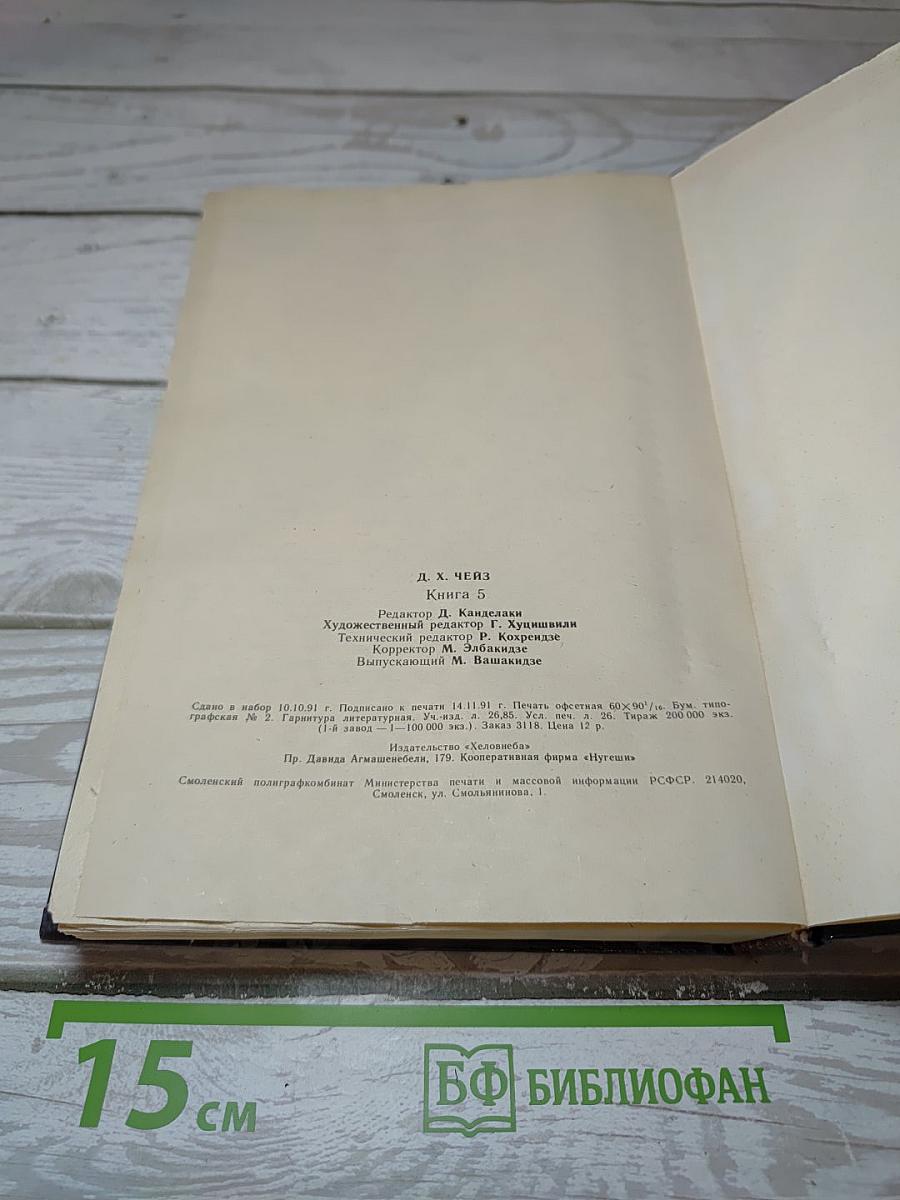 Д. Х. ЧЕЙЗ
Книга 5
Редактор Д. Канделаки
Художественный редактор Г. Хуцишвили
Технический редактор Р. Кохреидзе
Корректор М. Элбакидзе
Выпускающий М. Вашакидзе
Сдано в набор 10.10.91 г. Подписано к печати 14.11.91 г. Печать офсетная 60×90¹/₁₆. Бум. типо-
графская № 2. Гарнитура литературная. Уч.-изд. л. 26,85. Усл. печ. л. 26. Тираж 200 000 экз.
(1-й завод — 1—100 000 экз.). Заказ 3118. Цена 12 р.
Издательство «Хеловнеба»
Пр. Давида Агмашенебели, 179. Кооперативная фирма «Нугеши»
Смоленский полиграфкомбинат Министерства печати и массовой информации РСФСР. 214020,
Смоленск, ул. Смольянинова, 1.
15 см
БФ БИБЛИОФАН